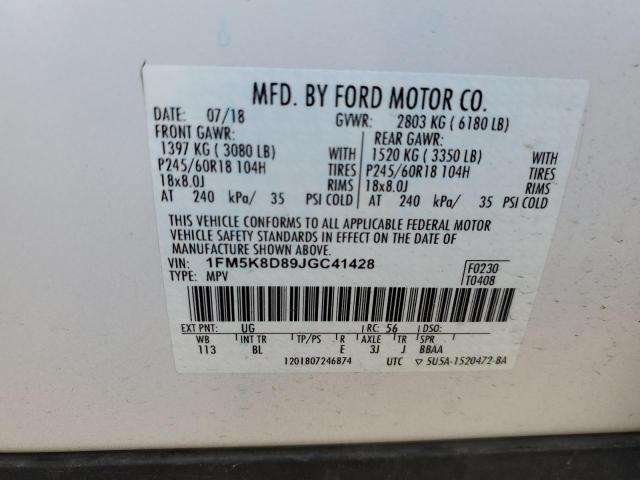 MFD. BY FORD MOTOR CO.
DATE: 07/18 GVWR: 2803 KG ( 6180 LB)
FRONT GAWR: REAR GAWR:
1397 KG ( 3080 LB) WITH 1520 KG ( 3350 LB) WITH
P245/60R18 104H TIRES P245/60R18 104H TIRES
18x8.0J RIMS 18x8.0J RIMS
AT 240 kPa/ 35 PSI COLD AT 240 kPa/ 35 PSI COLD
THIS VEHICLE CONFORMS TO ALL APPLICABLE FEDERAL MOTOR
VEHICLE SAFETY STANDARDS IN EFFECT ON THE DATE OF
MANUFACTURE SHOWN ABOVE.
VIN: 1FM5K8D89JGC41428 F0230
TYPE: MPV T0408
EXT PNT: UG RC: 56 DSO:
WB INT TR TP/PS R AXLE TR SPR
113 BL E 3J J BBAA
1201807246874 UTC ▽ 5U5A-1520472-BA